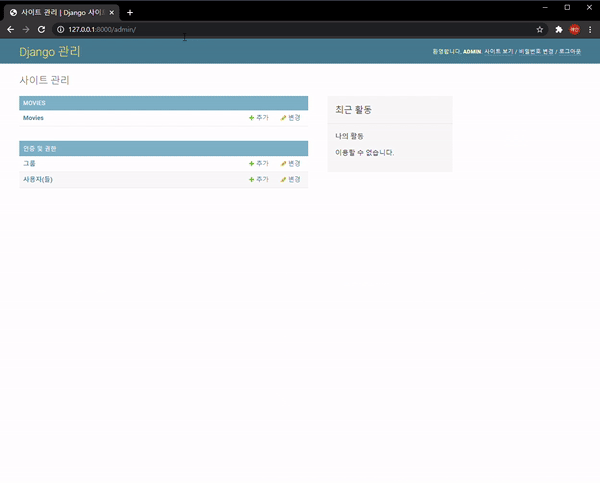 사이트 관리 | Django 사이트
127.0.0.1:8000/admin/
Django 관리
환영합니다, ADMIN. 사이트 보기 / 비밀번호 변경 / 로그아웃
사이트 관리
MOVIES
Movies 추가 변경
인증 및 권한
그룹 추가 변경
사용자(들) 추가 변경
최근 활동
나의 활동
이용할 수 없습니다.